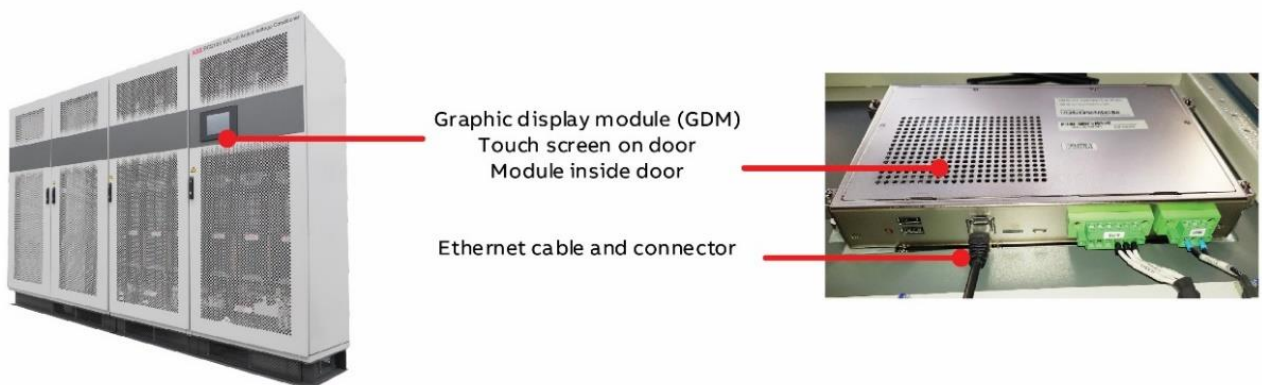 Graphic display module (GDM)
Touch screen on door
Module inside door
Ethernet cable and connector